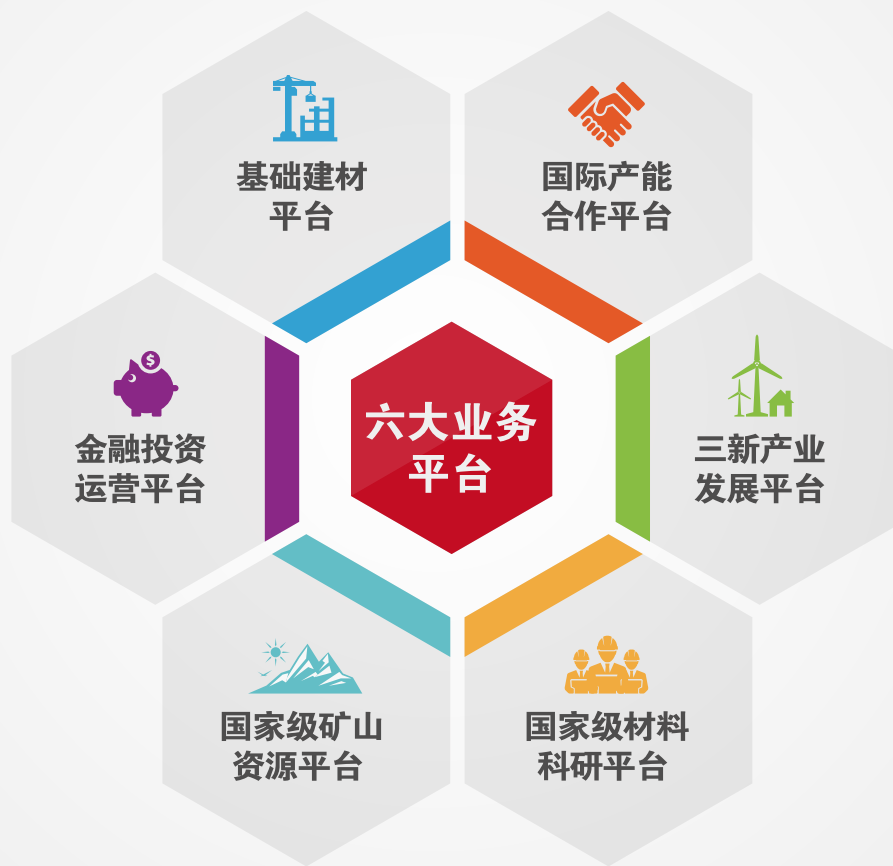 基础建材
平台
国际产能
合作平台
金融投资
运营平台
六大业务
平台
三新产业
发展平台
国家级矿山
资源平台
国家级材料
科研平台